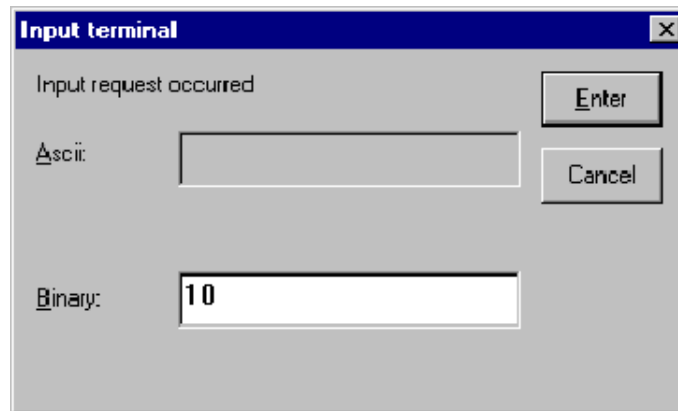 Input terminal
Input request occurred
Enter
Ascii:
Cancel
Binary:
10